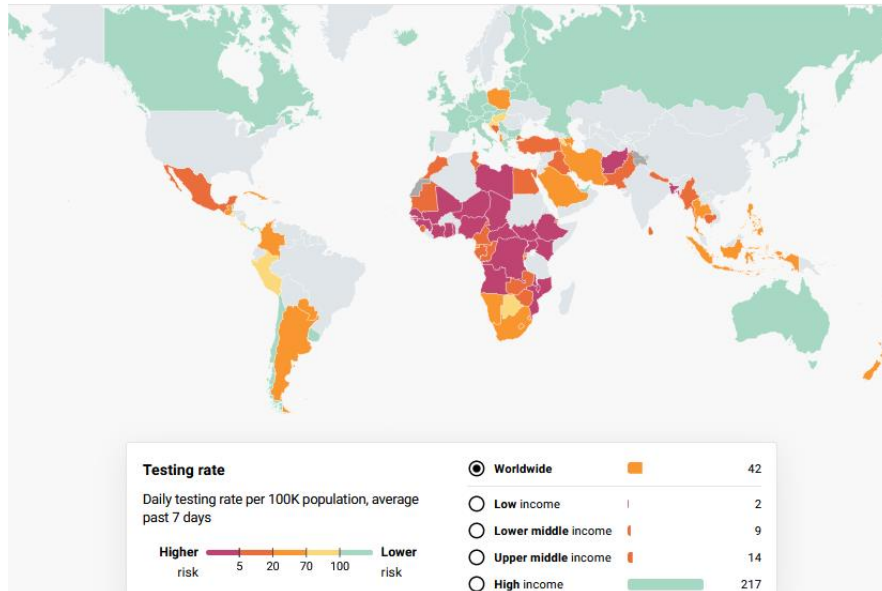 Testing rate
Daily testing rate per 100K population, average
past 7 days
Higher risk
5 20 70 100
Lower risk
Worldwide 42
Low income 2
Lower middle income 9
Upper middle income 14
High income 217